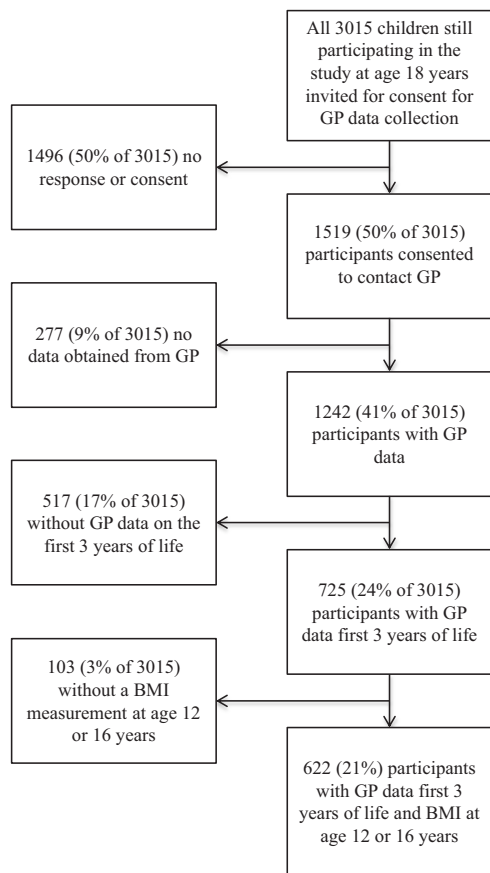 All 3015 children still
participating in the
study at age 18 years
invited for consent for
GP data collection
1496 (50% of 3015) no
response or consent
1519 (50% of 3015)
participants consented
to contact GP
277 (9% of 3015) no
data obtained from GP
1242 (41% of 3015)
participants with GP
data
517 (17% of 3015)
without GP data on the
first 3 years of life
725 (24% of 3015)
participants with GP
data first 3 years of life
103 (3% of 3015)
without a BMI
measurement at age 12
or 16 years
622 (21%) participants
with GP data first 3
years of life and BMI at
age 12 or 16 years